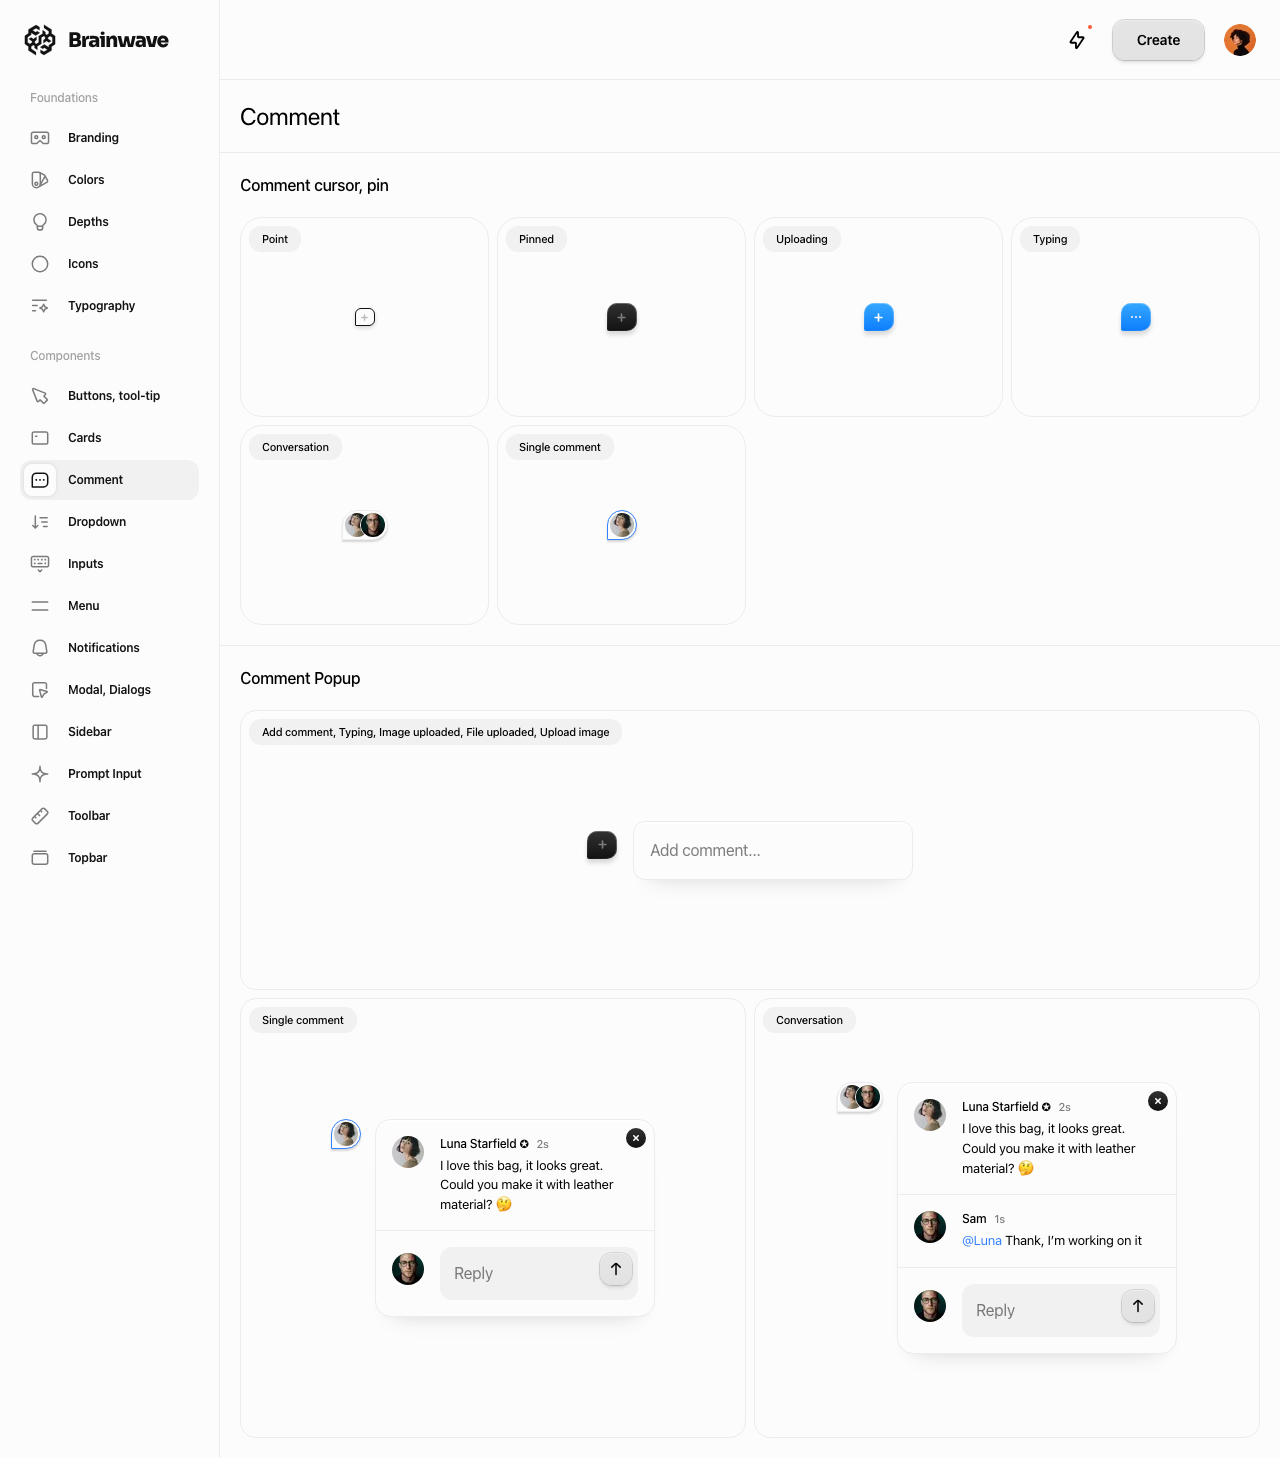 Brainwave
Create
Foundations
Branding
Colors
Depths
Icons
Typography
Components
Buttons, tool-tip
Cards
Comment
Dropdown
Inputs
Menu
Notifications
Modal, Dialogs
Sidebar
Prompt Input
Toolbar
Topbar
Comment
Comment cursor, pin
Point
Pinned
Uploading
Typing
Conversation
Single comment
Comment Popup
Add comment, Typing, Image uploaded, File uploaded, Upload image
Add comment...
Single comment
Luna Starfield ✪ 2s
I love this bag, it looks great.
Could you make it with leather
material? 🤔
Reply
Conversation
Luna Starfield ✪ 2s
I love this bag, it looks great.
Could you make it with leather
material? 🤔
Sam 1s
@Luna Thank, I’m working on it
Reply